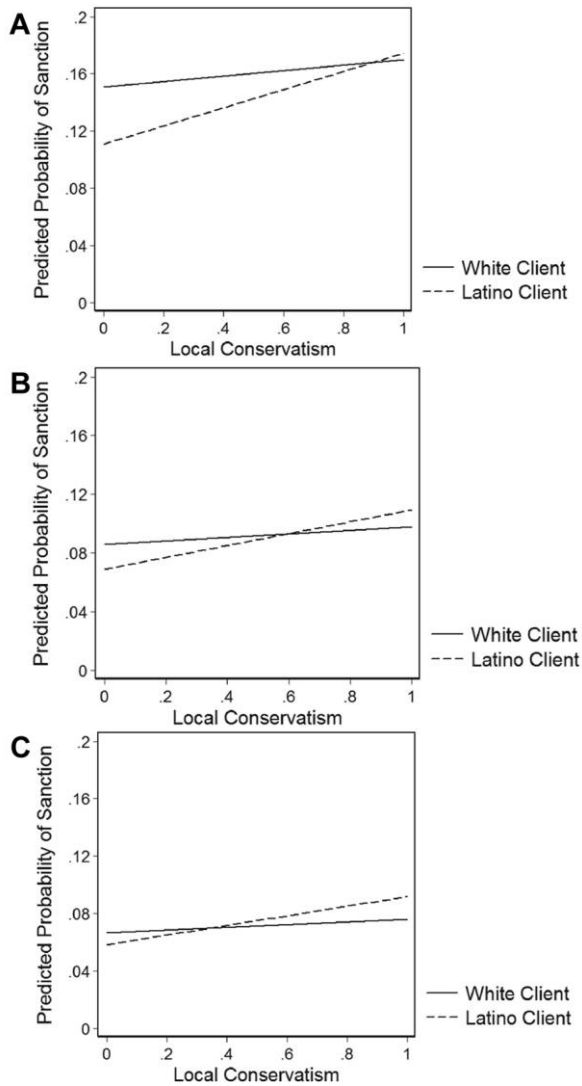 A
Predicted Probability of Sanction
.2
.16
.12
.08
.04
0
0 .2 .4 .6 .8 1
Local Conservatism
White Client
Latino Client
B
Predicted Probability of Sanction
.2
.16
.12
.08
.04
0
0 .2 .4 .6 .8 1
Local Conservatism
White Client
Latino Client
C
Predicted Probability of Sanction
.2
.16
.12
.08
.04
0
0 .2 .4 .6 .8 1
Local Conservatism
White Client
Latino Client